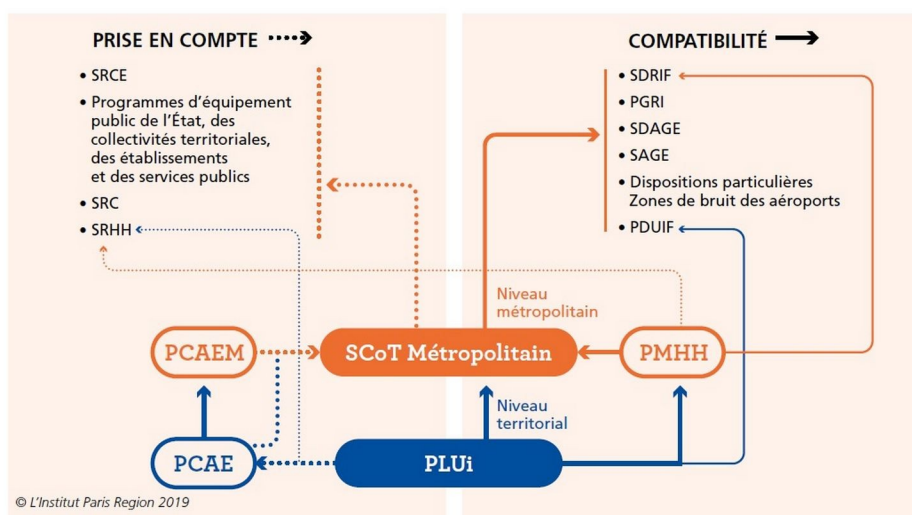 PRISE EN COMPTE
• SRCE
• Programmes d'équipement
public de l'État, des
collectivités territoriales,
des établissements
et des services publics
• SRC
• SRHH
COMPATIBILITÉ
• SDRIF
• PGRI
• SDAGE
• SAGE
• Dispositions particulières
Zones de bruit des aéroports
• PDUIF
Niveau
métropolitain
PCAEM
SCoT Métropolitain
PMHH
Niveau
territorial
PCAE
PLUi
© L'Institut Paris Region 2019